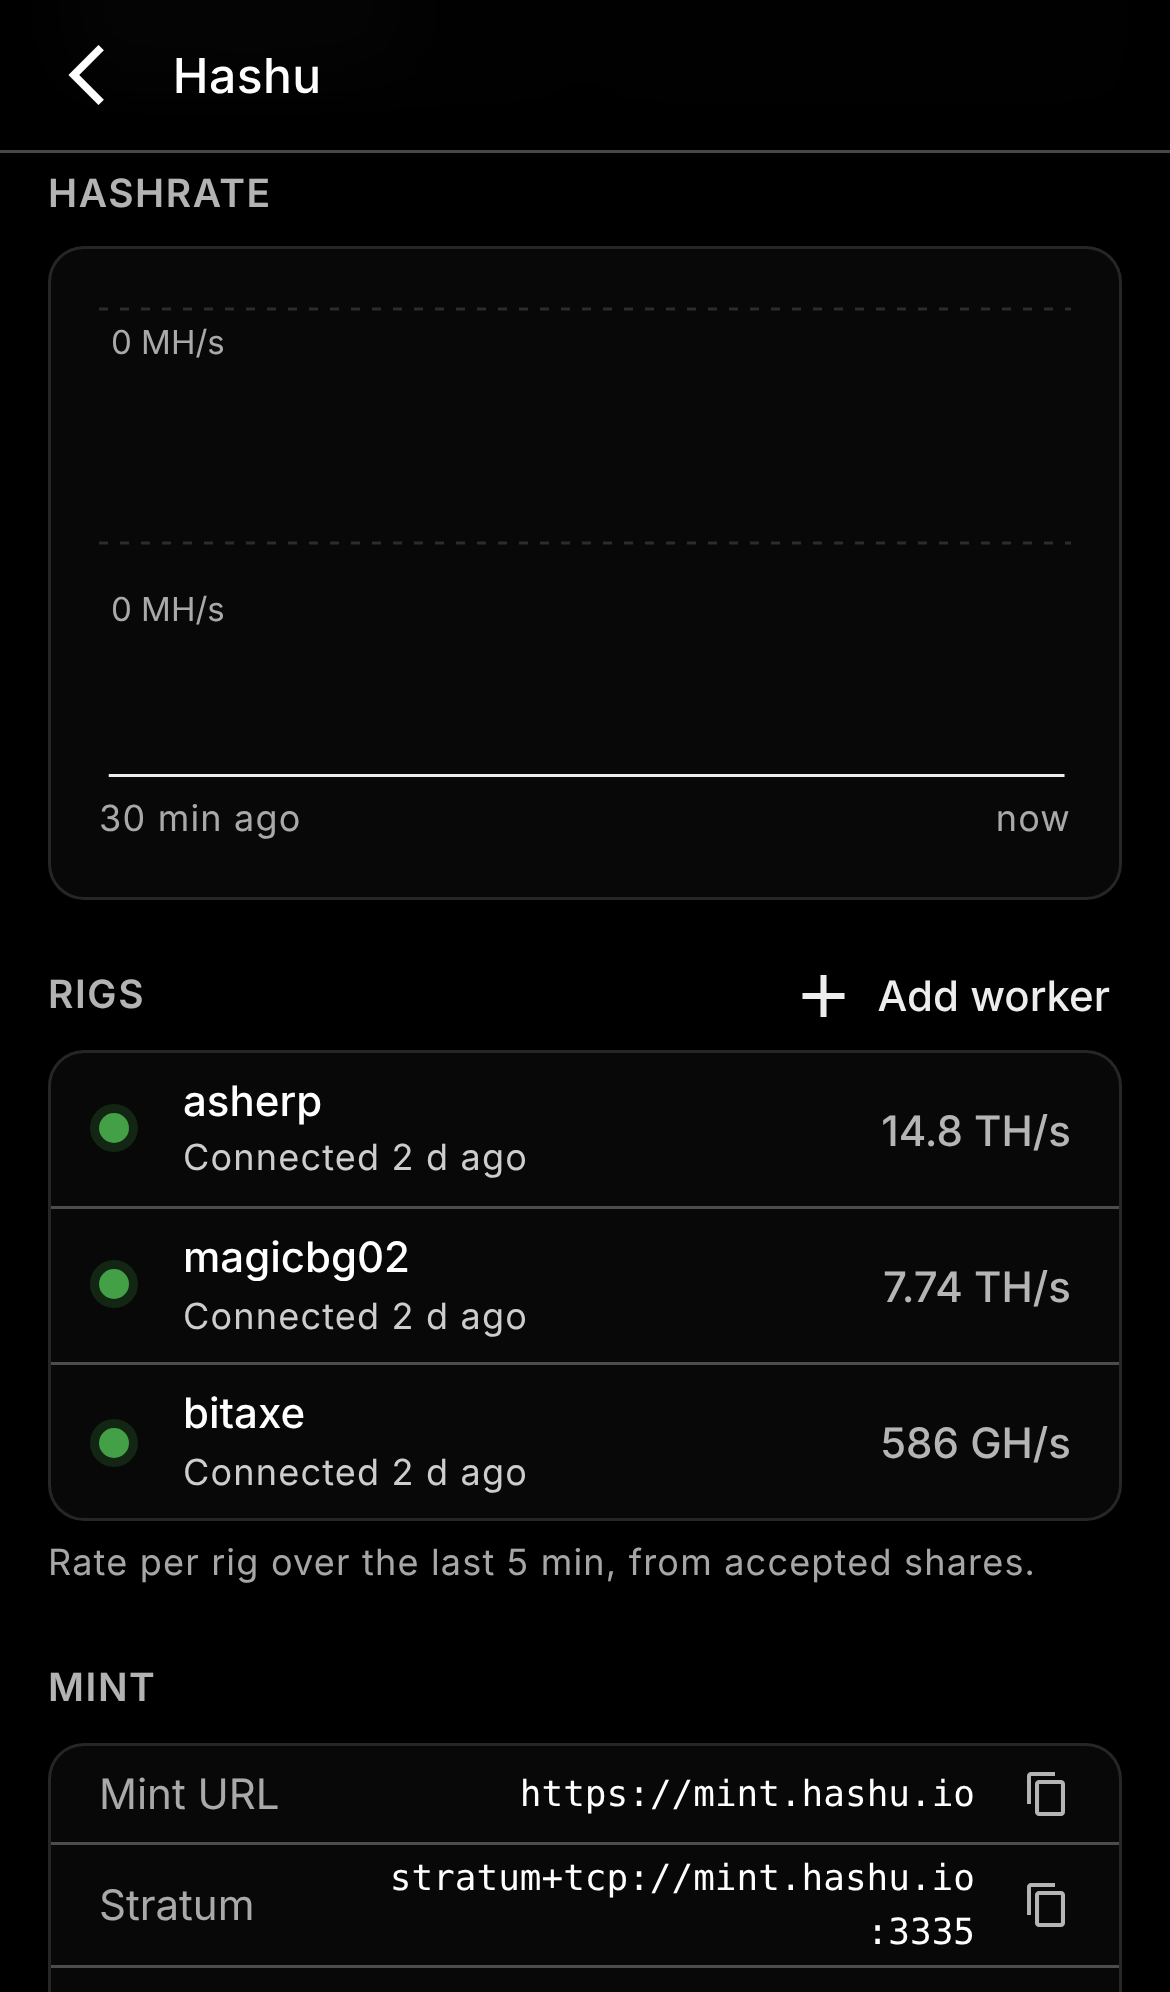 Hashu
HASHRATE
0 MH/s
0 MH/s
30 min ago now
RIGS
Add worker
asherp
Connected 2 d ago
14.8 TH/s
magicbg02
Connected 2 d ago
7.74 TH/s
bitaxe
Connected 2 d ago
586 GH/s
Rate per rig over the last 5 min, from accepted shares.
MINT
Mint URL https://mint.hashu.io
Stratum stratum+tcp://mint.hashu.io
:3335